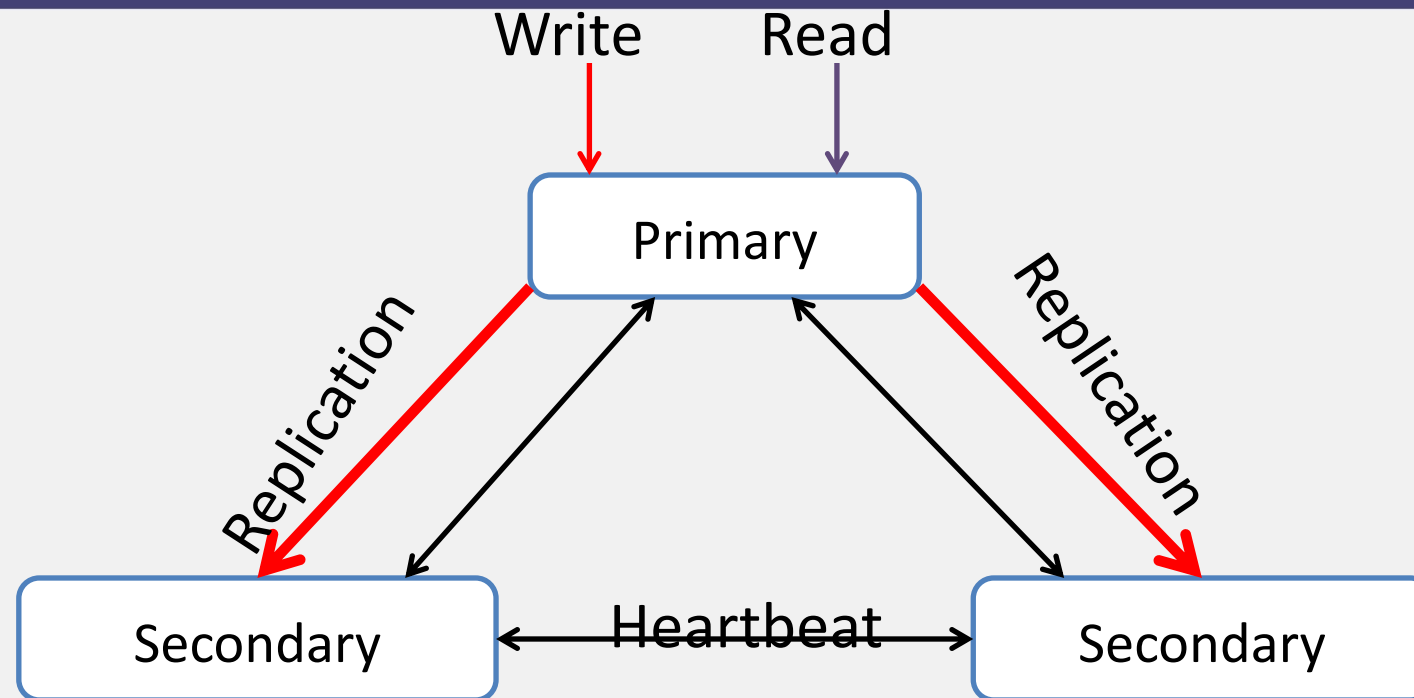 Write
Read
Primary
Replication
Replication
Secondary
Heartbeat
Secondary